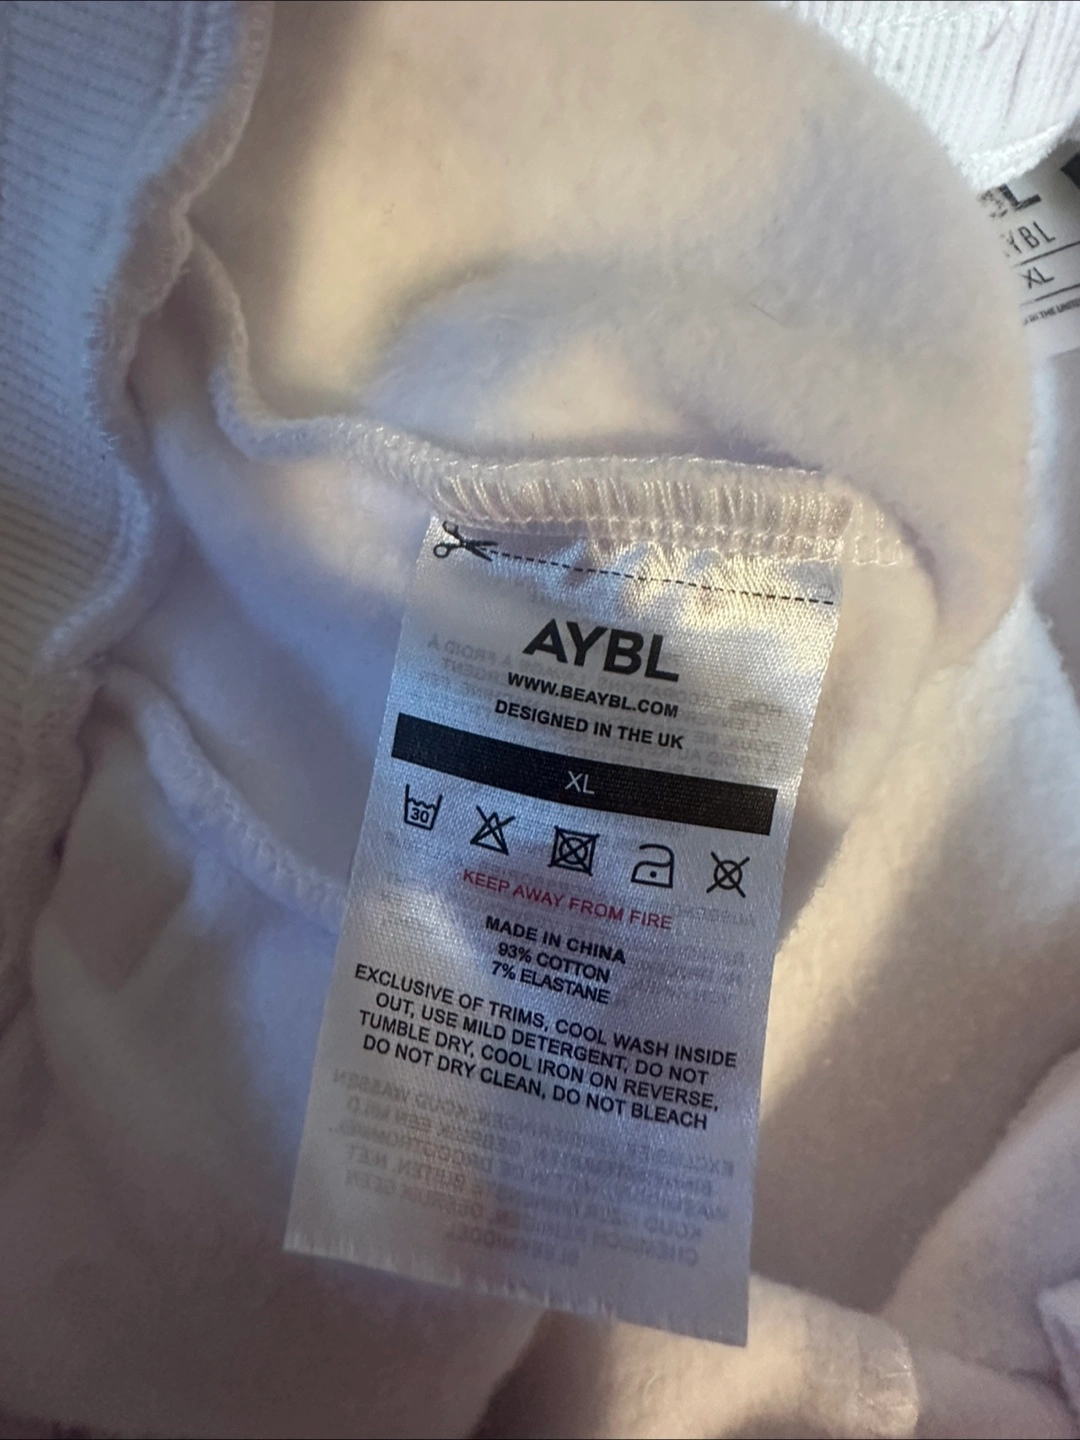 YBL
XL
AYBL
WWW.BEAYBL.COM
DESIGNED IN THE UK
XL
30
KEEP AWAY FROM FIRE
MADE IN CHINA
93% COTTON
7% ELASTANE
EXCLUSIVE OF TRIMS, COOL WASH INSIDE
OUT, USE MILD DETERGENT, DO NOT
TUMBLE DRY, COOL IRON ON REVERSE,
DO NOT DRY CLEAN, DO NOT BLEACH